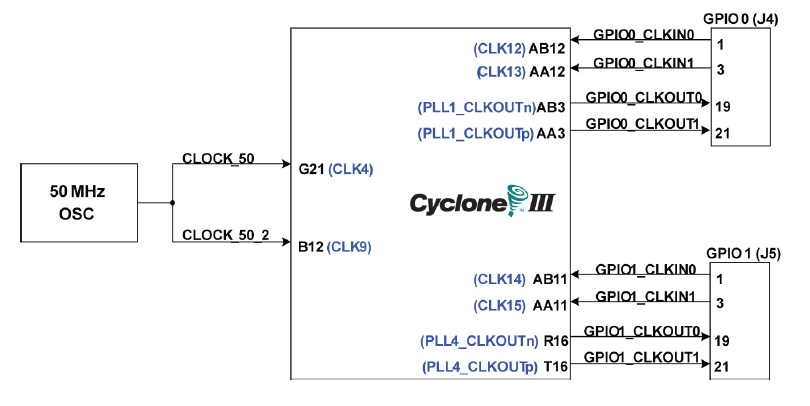 GPIO 0 (J4)
(CLK12) AB12 GPIO0_CLKIN0 1
(CLK13) AA12 GPIO0_CLKIN1 3
(PLL1_CLKOUTn) AB3 GPIO0_CLKOUT0 19
(PLL1_CLKOUTp) AA3 GPIO0_CLKOUT1 21
50 MHz
OSC
CLOCK_50 G21 (CLK4)
CLOCK_50_2 B12 (CLK9)
Cyclone III
GPIO 1 (J5)
(CLK14) AB11 GPIO1_CLKIN0 1
(CLK15) AA11 GPIO1_CLKIN1 3
(PLL4_CLKOUTn) R16 GPIO1_CLKOUT0 19
(PLL4_CLKOUTp) T16 GPIO1_CLKOUT1 21